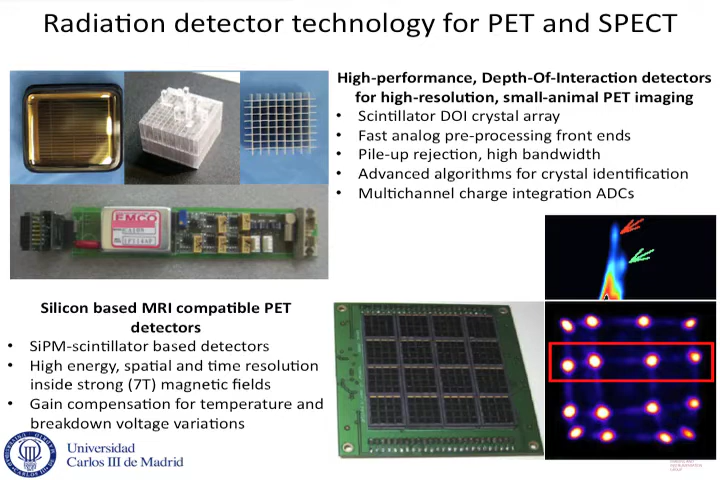 Radiation detector technology for PET and SPECT
High-performance, Depth-Of-Interaction detectors
for high-resolution, small-animal PET imaging
• Scintillator DOI crystal array
• Fast analog pre-processing front ends
• Pile-up rejection, high bandwidth
• Advanced algorithms for crystal identification
• Multichannel charge integration ADCs
EMCO
Silicon based MRI compatible PET
detectors
• SiPM-scintillator based detectors
• High energy, spatial and time resolution
inside strong (7T) magnetic fields
• Gain compensation for temperature and
breakdown voltage variations
Universidad
Carlos III de Madrid